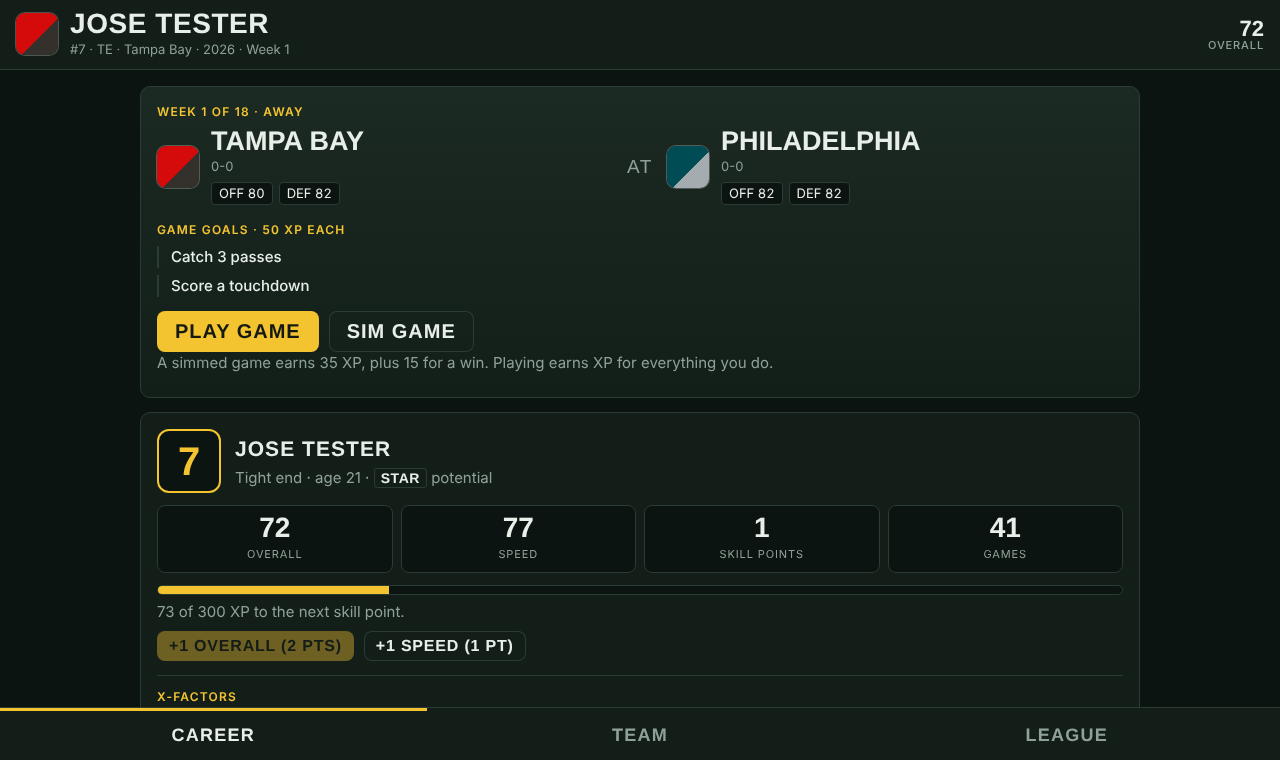 JOSE TESTER
#7 · TE · Tampa Bay · 2026 · Week 1
72
OVERALL
WEEK 1 OF 18 · AWAY
TAMPA BAY
0-0
OFF 80 DEF 82
AT
PHILADELPHIA
0-0
OFF 82 DEF 82
GAME GOALS · 50 XP EACH
Catch 3 passes
Score a touchdown
PLAY GAME SIM GAME
A simmed game earns 35 XP, plus 15 for a win. Playing earns XP for everything you do.
7
JOSE TESTER
Tight end · age 21 · STAR potential
72
OVERALL
77
SPEED
1
SKILL POINTS
41
GAMES
73 of 300 XP to the next skill point.
+1 OVERALL (2 PTS) +1 SPEED (1 PT)
X-FACTORS
CAREER TEAM LEAGUE